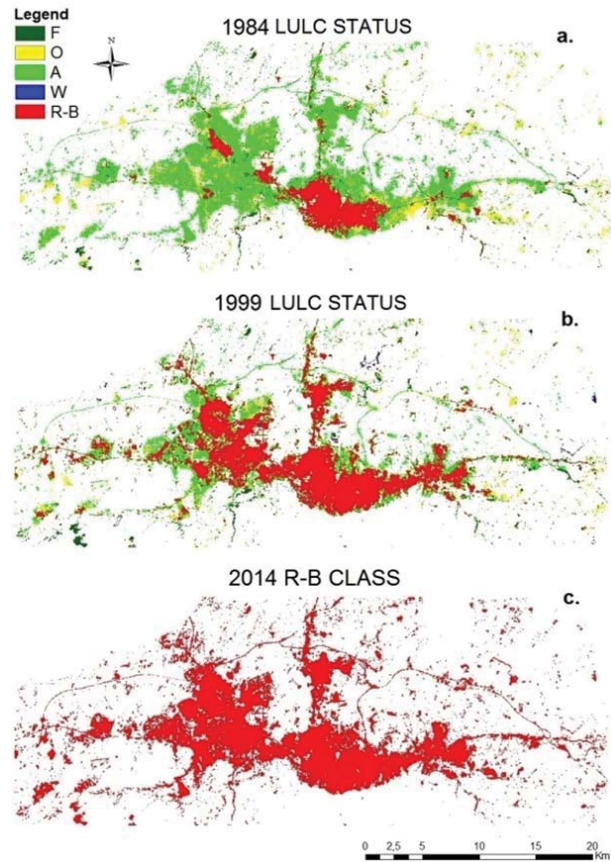 1984 LULC STATUS
Legend
F
O
A
W
R-B
N
a.
1999 LULC STATUS
b.
2014 R-B CLASS
c.
0 2,5 5 10 15 20
Km